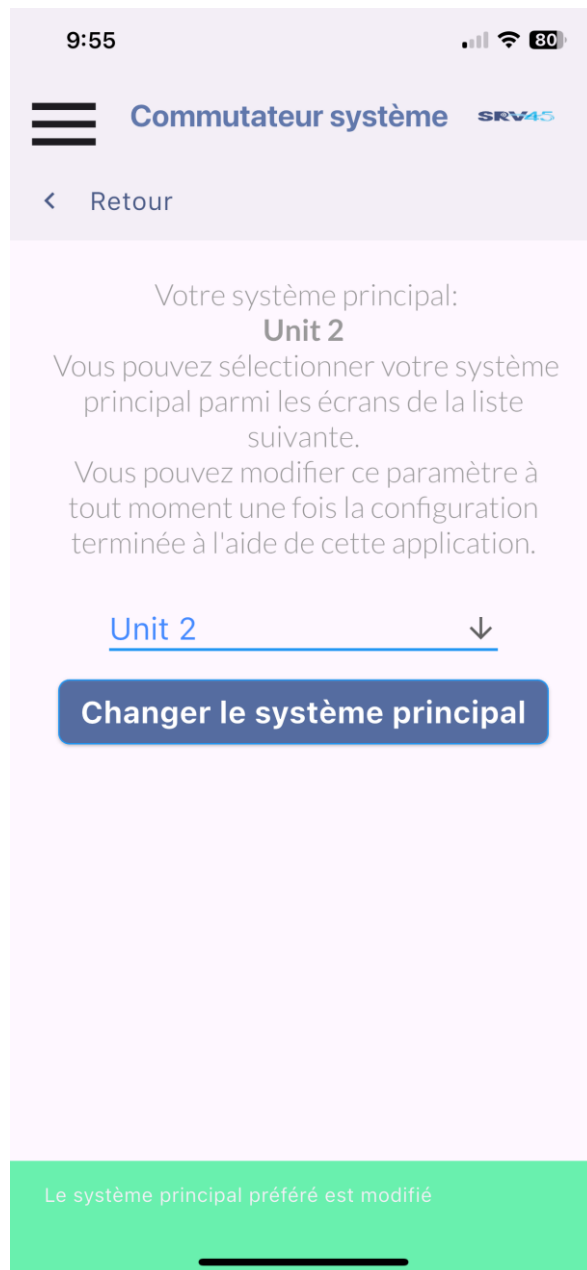 9:55
80
Commutateur système
SRV45
Retour
Votre système principal:
Unit 2
Vous pouvez sélectionner votre système
principal parmi les écrans de la liste
suivante.
Vous pouvez modifier ce paramètre à
tout moment une fois la configuration
terminée à l'aide de cette application.
Unit 2
Changer le système principal
Le système principal préféré est modifié